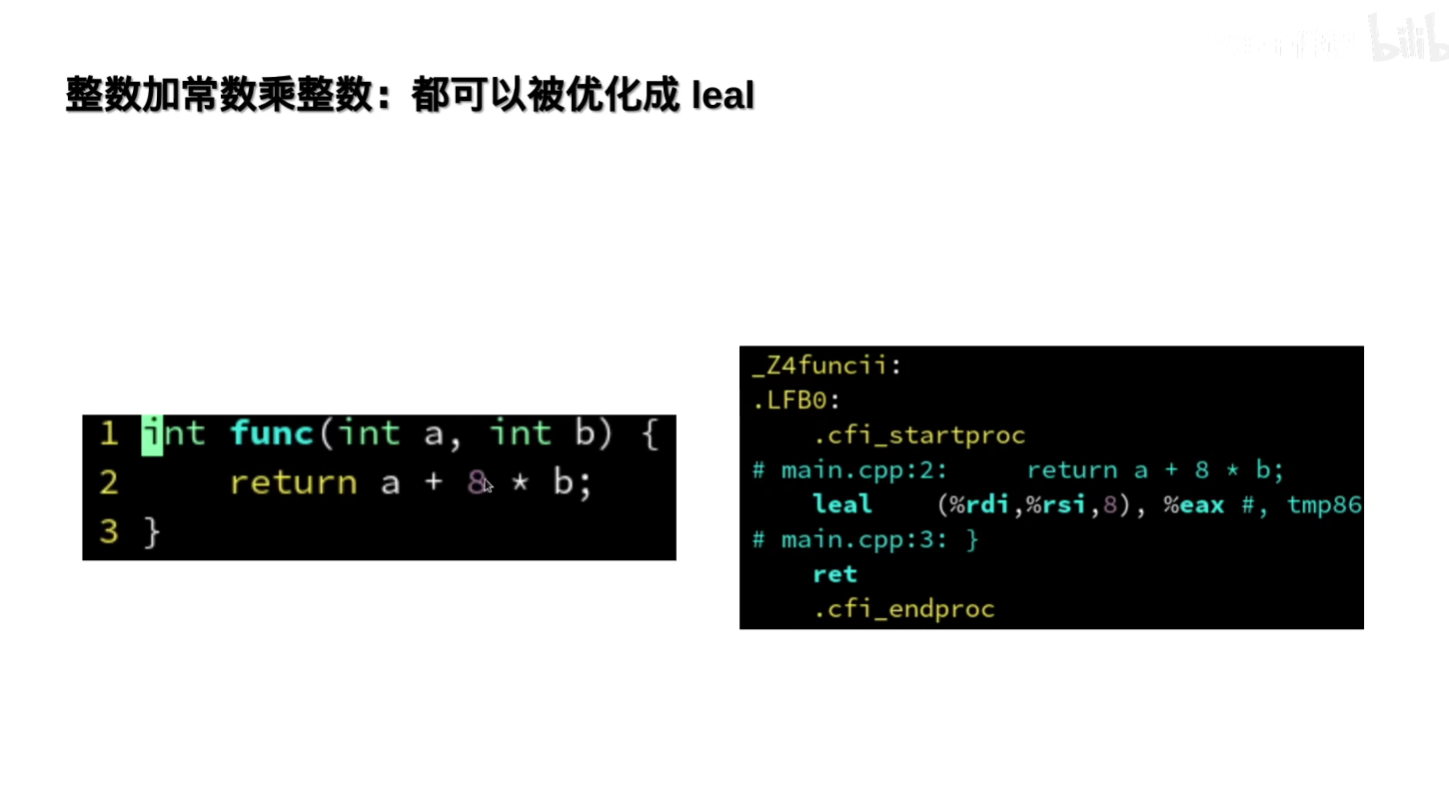 整数加常数乘整数：都可以被优化成 leal
1 int func(int a, int b) {
2     return a + 8 * b;
3 }
_Z4funcii:
.LFB0:
    .cfi_startproc
# main.cpp:2:     return a + 8 * b;
    leal    (%rdi,%rsi,8), %eax #, tmp86
# main.cpp:3: }
    ret
    .cfi_endproc